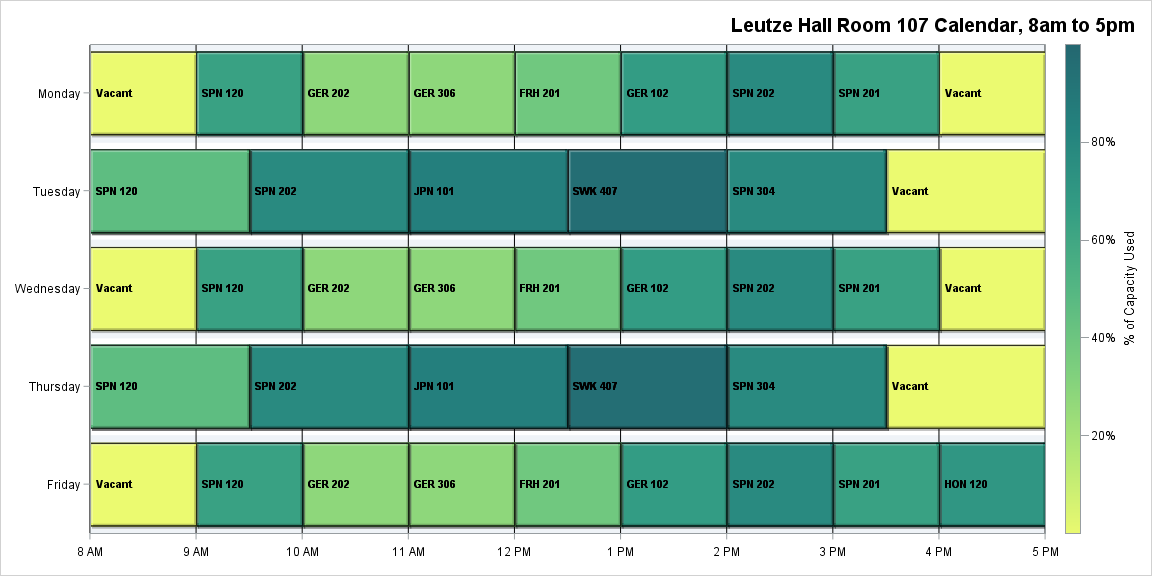 Leutze Hall Room 107 Calendar, 8am to 5pm
Monday
Vacant
SPN 120
GER 202
GER 306
FRH 201
GER 102
SPN 202
SPN 201
Vacant
Tuesday
SPN 120
SPN 202
JPN 101
SWK 407
SPN 304
Vacant
Wednesday
Vacant
SPN 120
GER 202
GER 306
FRH 201
GER 102
SPN 202
SPN 201
Vacant
Thursday
SPN 120
SPN 202
JPN 101
SWK 407
SPN 304
Vacant
Friday
Vacant
SPN 120
GER 202
GER 306
FRH 201
GER 102
SPN 202
SPN 201
HON 120
8 AM
9 AM
10 AM
11 AM
12 PM
1 PM
2 PM
3 PM
4 PM
5 PM
80%
60%
40%
20%
% of Capacity Used